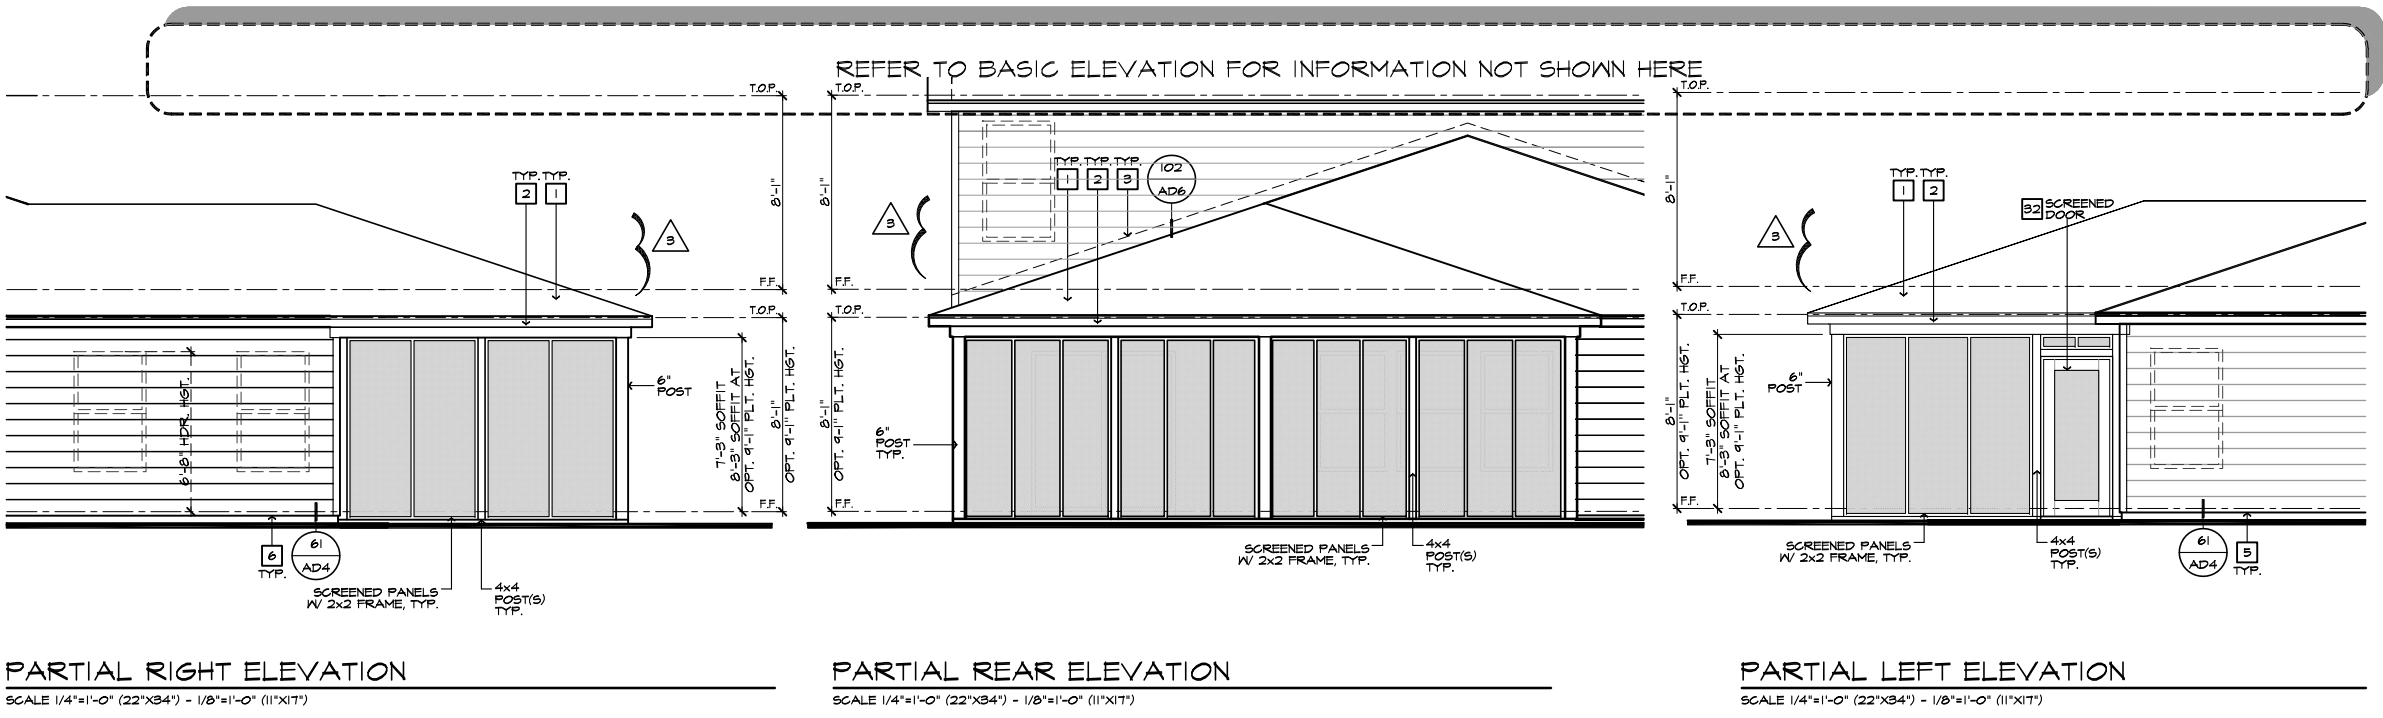 REFER TO BASIC ELEVATION FOR INFORMATION NOT SHOWN HERE
T.O.P.
TYP. TYP.
2 1
3
8'-1"
F.F.
T.O.P.
6'-8" HDR. HGT.
6"
POST
7'-3" SOFFIT
8'-3" SOFFIT AT
OPT. 9'-1" PLT. HGT.
8'-1"
OPT. 9'-1" PLT. HGT.
F.F.
6
TYP.
61
AD4
SCREENED PANELS
W/ 2x2 FRAME, TYP.
4x4
POST(S)
TYP.
PARTIAL RIGHT ELEVATION
SCALE 1/4"=1'-0" (22"X34") - 1/8"=1'-0" (11"X17")
T.O.P.
8'-1"
3
TYP. TYP. TYP.
1 2 3
102
AD6
F.F.
T.O.P.
8'-1"
OPT. 9'-1" PLT. HGT.
6"
POST
TYP.
F.F.
SCREENED PANELS
W/ 2x2 FRAME, TYP.
4x4
POST(S)
TYP.
PARTIAL REAR ELEVATION
SCALE 1/4"=1'-0" (22"X34") - 1/8"=1'-0" (11"X17")
T.O.P.
8'-1"
3
TYP. TYP.
1 2
32 SCREENED
DOOR
F.F.
T.O.P.
8'-1"
OPT. 9'-1" PLT. HGT.
7'-3" SOFFIT
8'-3" SOFFIT AT
OPT. 9'-1" PLT. HGT.
6"
POST
F.F.
SCREENED PANELS
W/ 2x2 FRAME, TYP.
4x4
POST(S)
TYP.
61
AD4
5
TYP.
PARTIAL LEFT ELEVATION
SCALE 1/4"=1'-0" (22"X34") - 1/8"=1'-0" (11"X17")